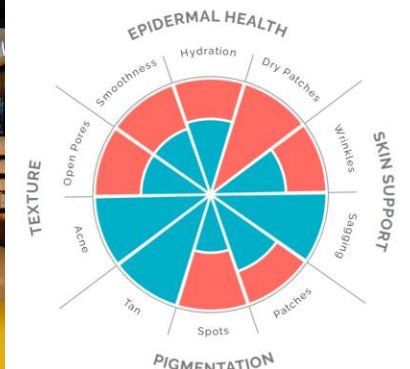 EPIDERMAL HEALTH
Hydration
Dry Patches
Wrinkles
SKIN SUPPORT
Sagging
Patches
PIGMENTATION
Spots
Tan
Acne
TEXTURE
Open Pores
Smoothness